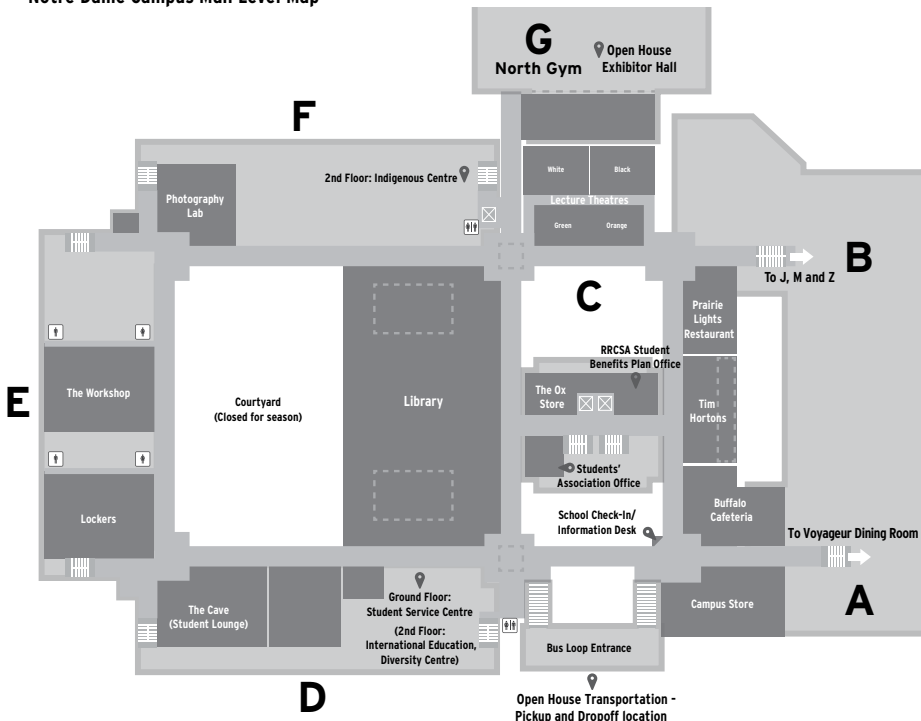 Notre Dame Campus Mall Level Map
G
North Gym
Open House
Exhibitor Hall
F
2nd Floor: Indigenous Centre
White
Black
Photography
Lab
Lecture Theatres
Green
Orange
B
To J, M and Z
C
Prairie
Lights
Restaurant
RRCSA Student
Benefits Plan Office
E
The Workshop
Courtyard
(Closed for season)
Library
The Ox
Store
Tim
Hortons
Students'
Association Office
Lockers
School Check-In/
Information Desk
Buffalo
Cafeteria
To Voyageur Dining Room
The Cave
(Student Lounge)
Ground Floor:
Student Service Centre
(2nd Floor:
International Education,
Diversity Centre)
Campus Store
A
Bus Loop Entrance
D
Open House Transportation -
Pickup and Dropoff location